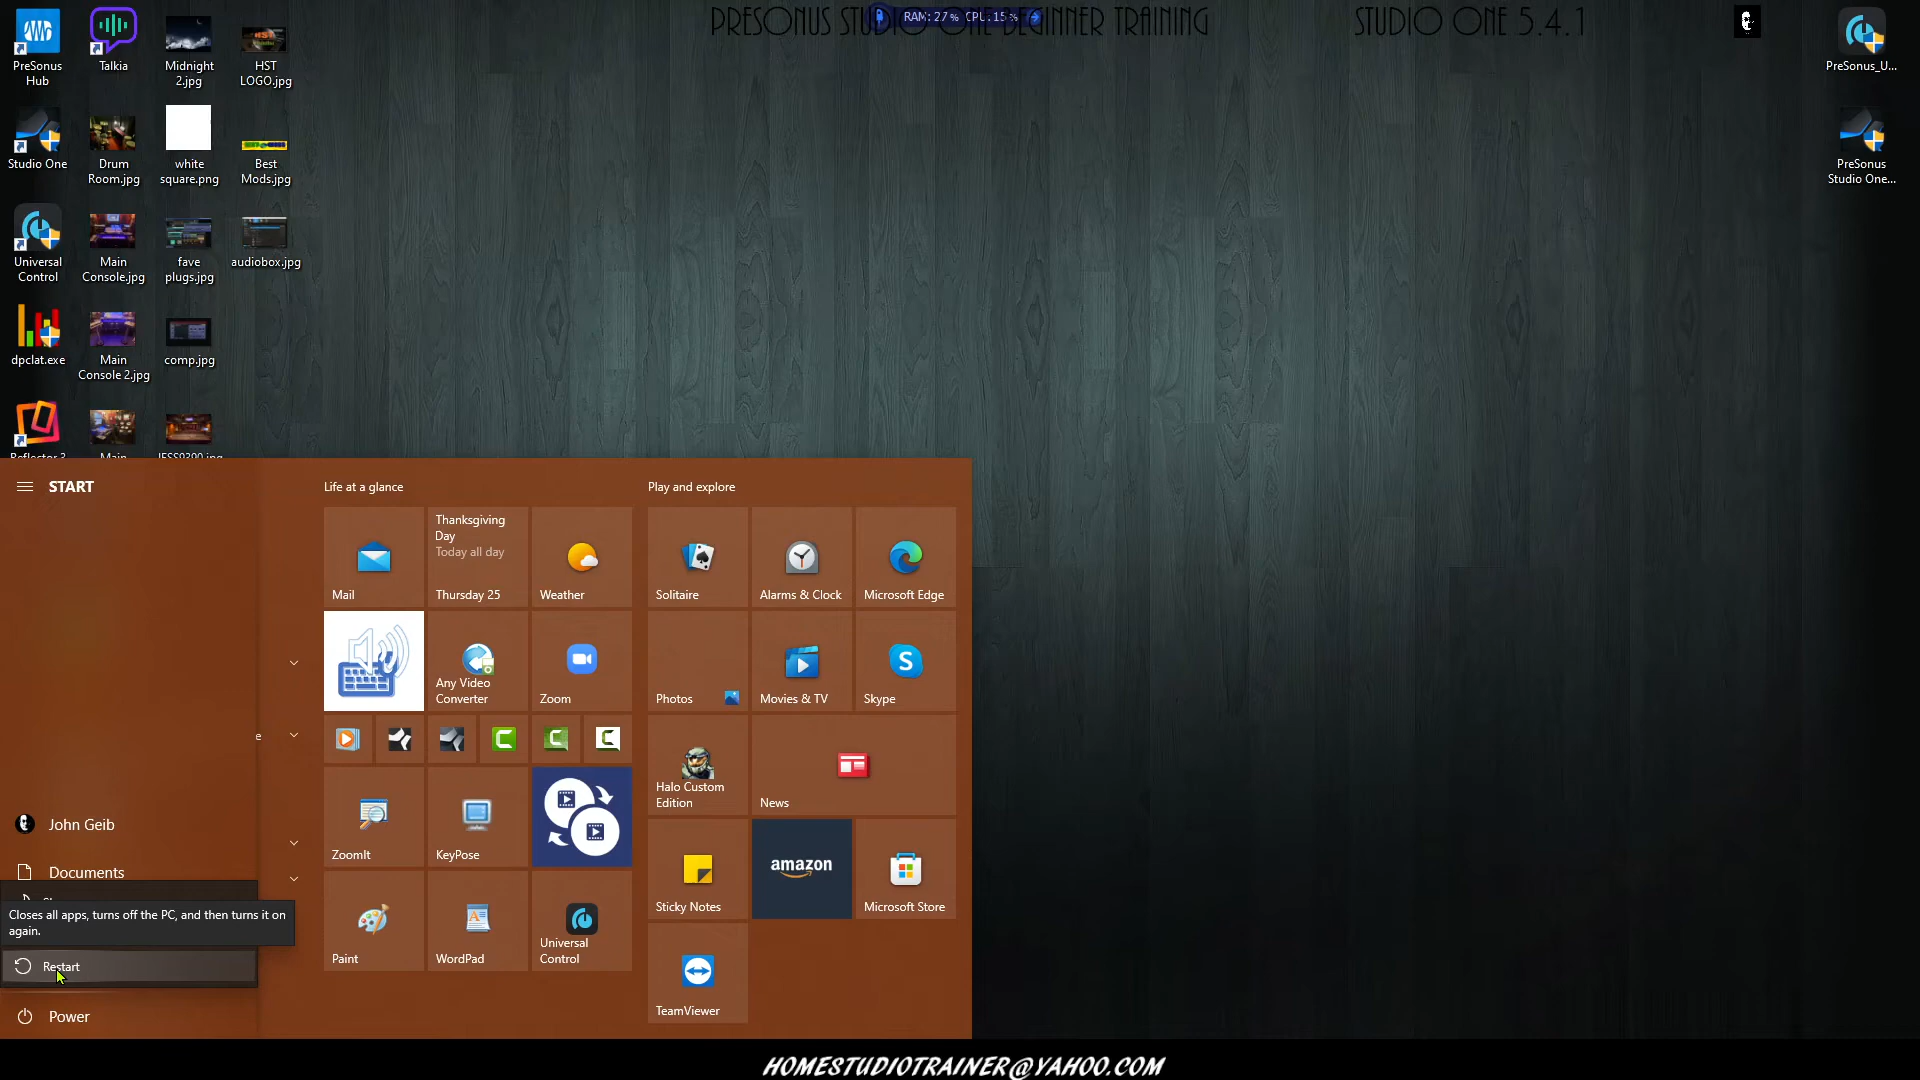 PRESONUS STUDIO ONE BEGINNER TRAINING
RAM:27% CPU:15%
STUDIO ONE 5.4.1
PreSonus
Hub
Talkia
Midnight
2.jpg
HST
LOGO.jpg
PreSonus_U...
Studio One
Drum
Room.jpg
white
square.png
Best
Mods.jpg
PreSonus
Studio One...
Universal
Control
Main
Console.jpg
fave
plugs.jpg
audiobox.jpg
dpclat.exe
Main
Console 2.jpg
comp.jpg
Reflector 3
Main
START
Life at a glance
Play and explore
Mail
Thanksgiving
Day
Today all day
Thursday 25
Weather
Solitaire
Alarms & Clock
Microsoft Edge
Any Video
Converter
Zoom
Photos
Movies & TV
Skype
e
Halo Custom
Edition
News
John Geib
ZoomIt
KeyPose
amazon
Documents
Sticky Notes
Microsoft Store
Closes all apps, turns off the PC, and then turns it on
again.
Paint
WordPad
Universal
Control
Restart
TeamViewer
Power
HOMESTUDIOTRAINER@YAHOO.COM